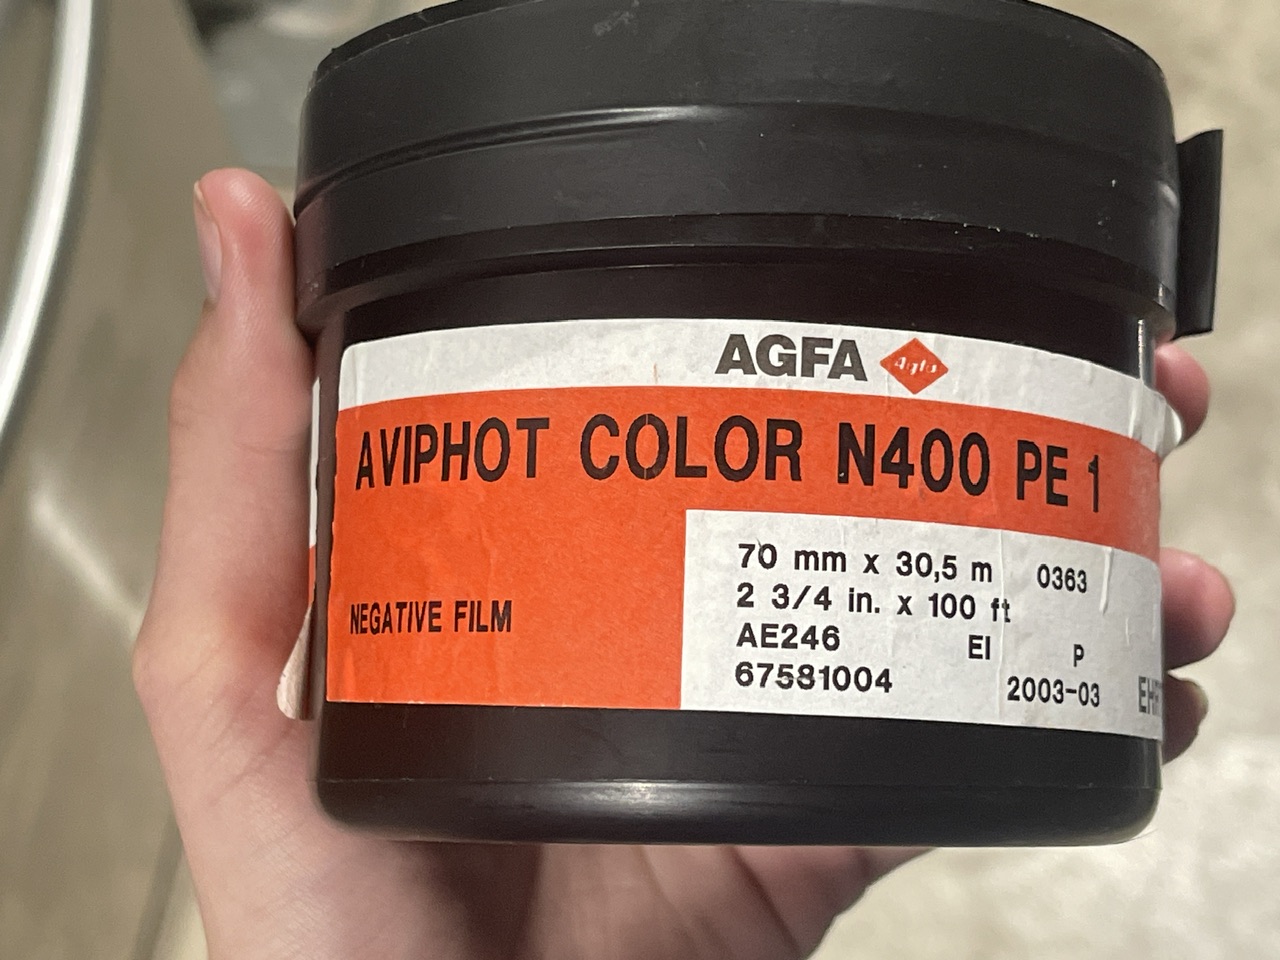 AGFA Agfa
AVIPHOT COLOR N400 PE 1
NEGATIVE FILM
70 mm x 30,5 m 0363
2 3/4 in. x 100 ft
AE246 EI P
67581004 2003-03